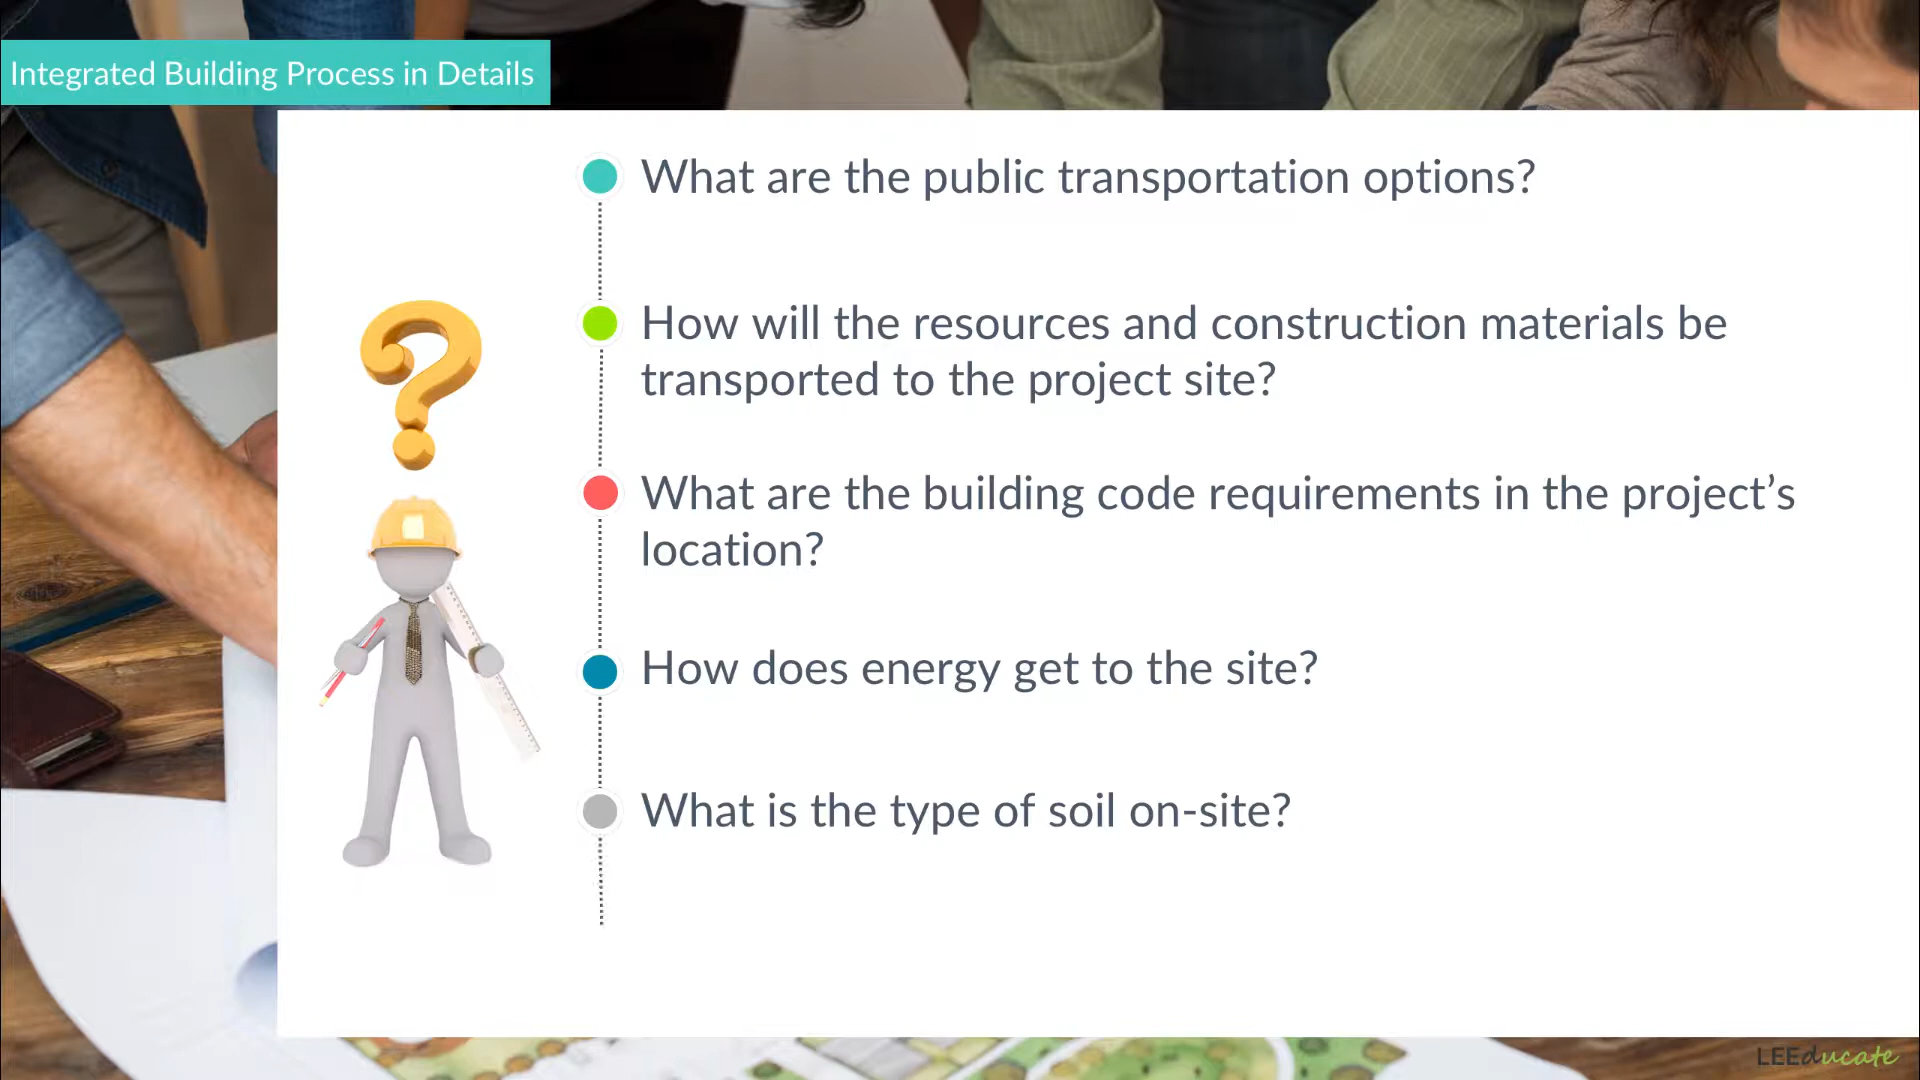 Integrated Building Process in Details
What are the public transportation options?
How will the resources and construction materials be
transported to the project site?
What are the building code requirements in the project’s
location?
How does energy get to the site?
What is the type of soil on-site?
LEEducate